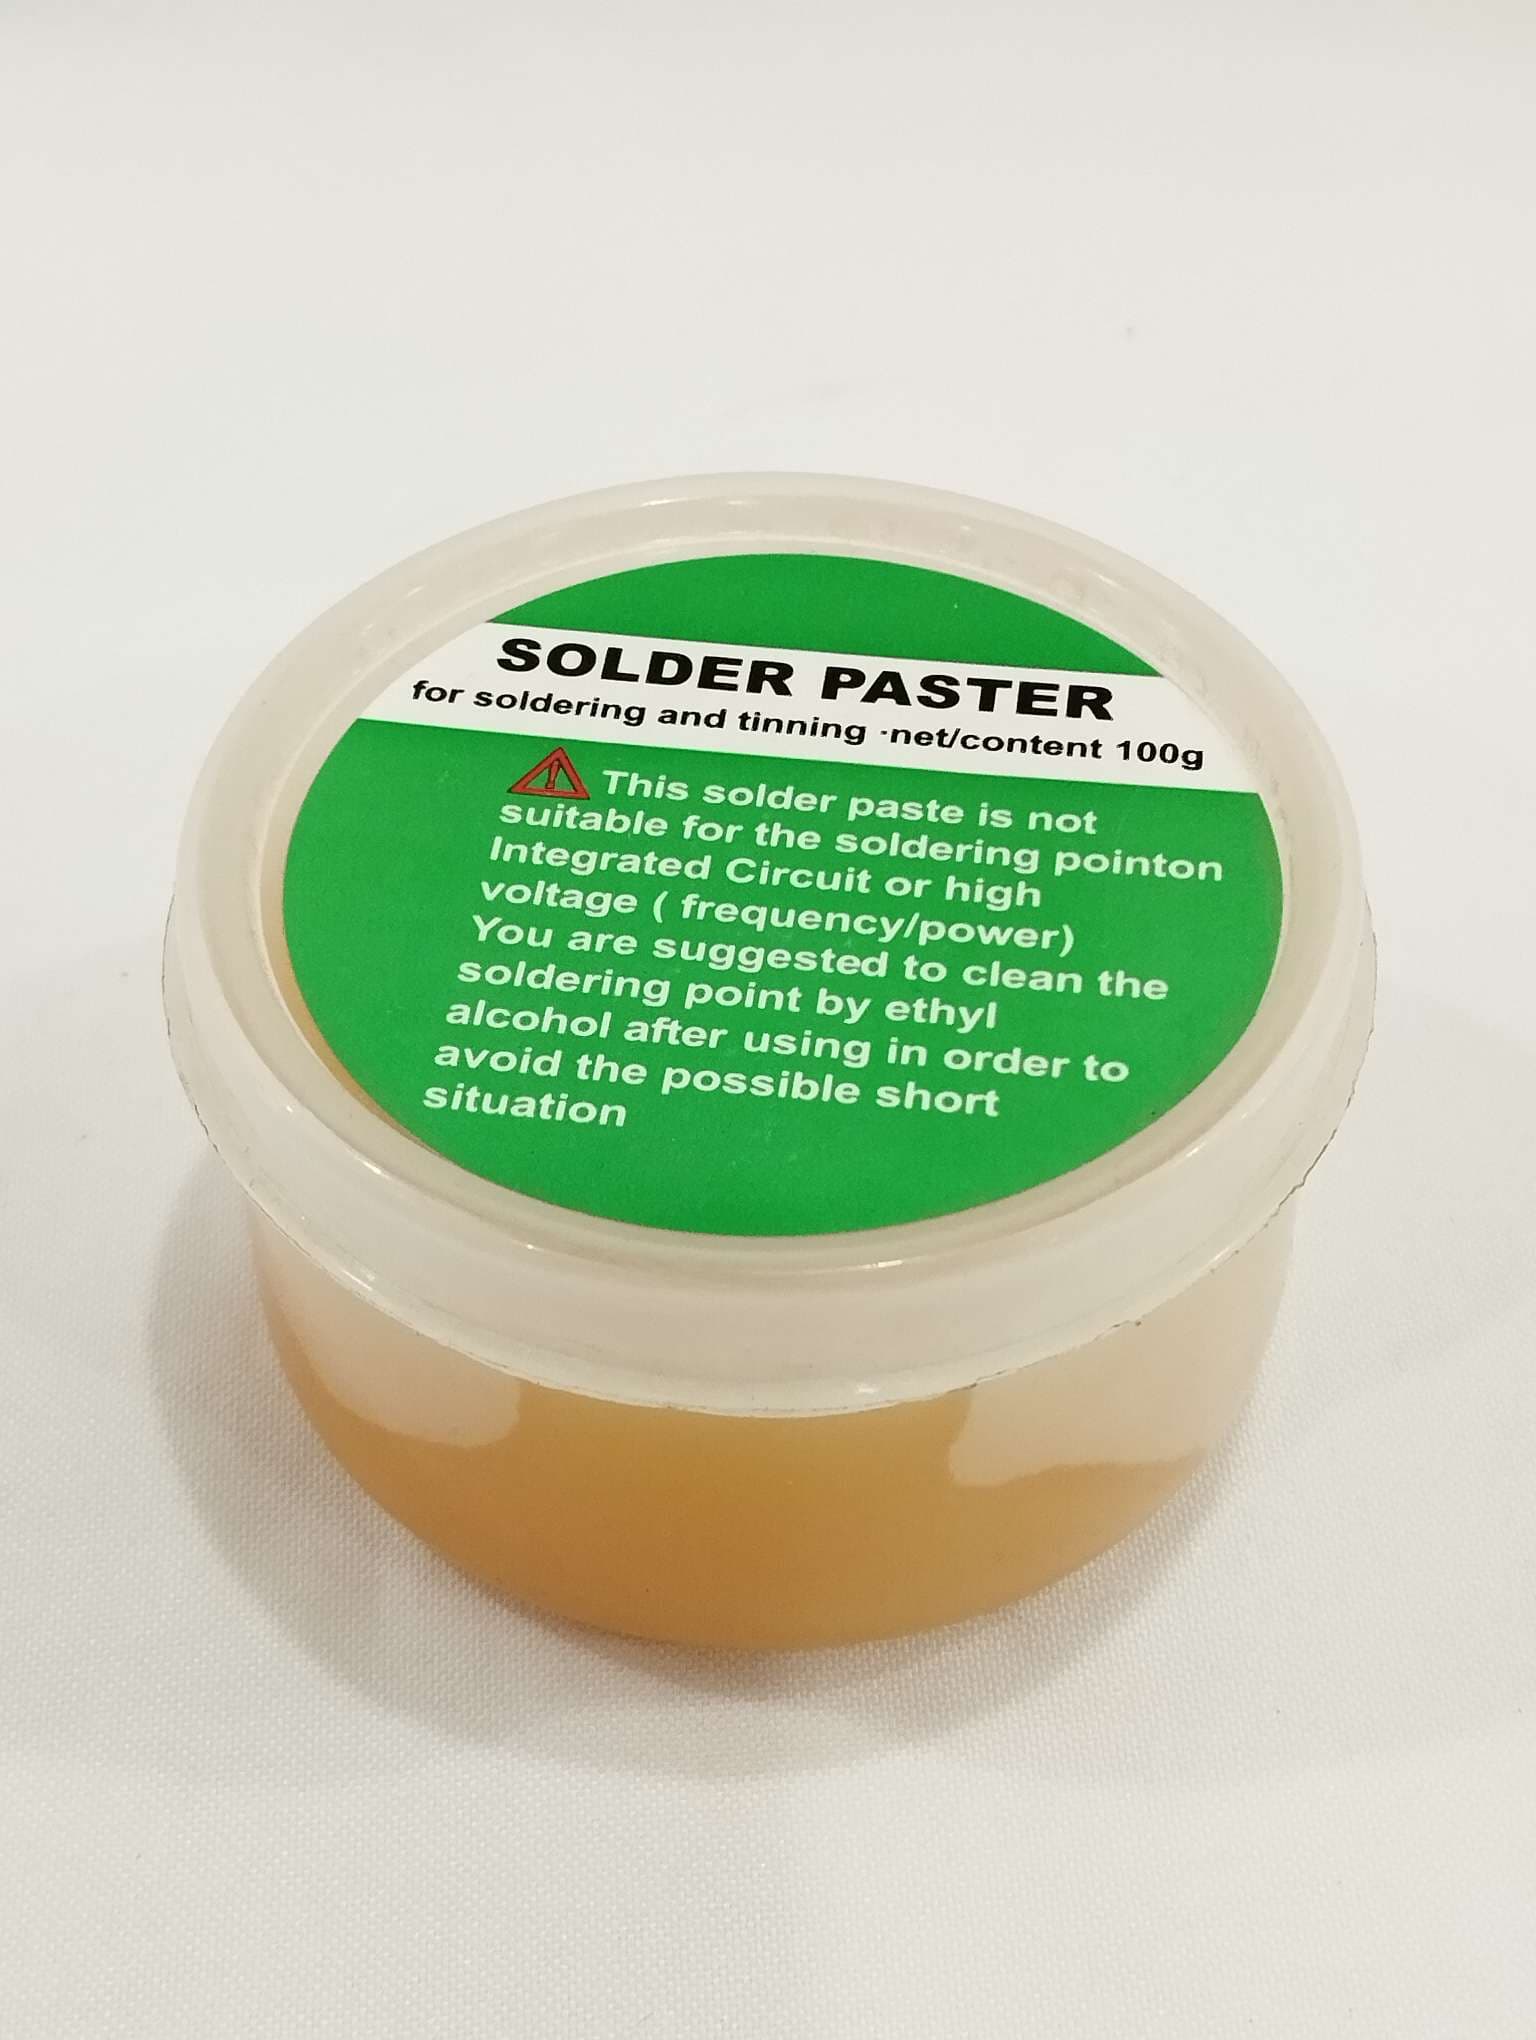 SOLDER PASTER
for soldering and tinning ·net/content 100g
This solder paste is not
suitable for the soldering pointon
Integrated Circuit or high
voltage ( frequency/power)
You are suggested to clean the
soldering point by ethyl
alcohol after using in order to
avoid the possible short
situation